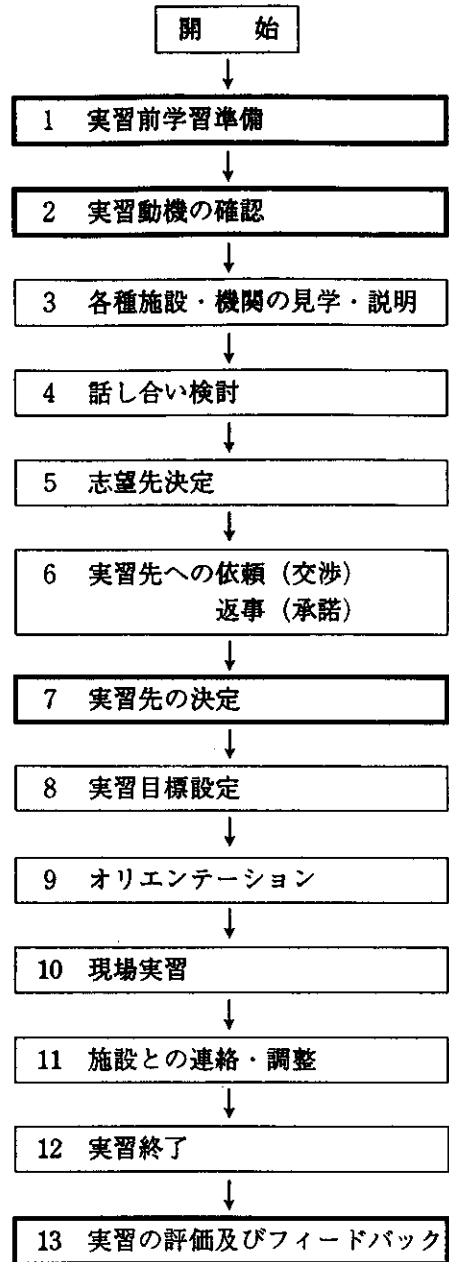 開　始
1　実習前学習準備
2　実習動機の確認
3　各種施設・機関の見学・説明
4　話し合い検討
5　志望先決定
6　実習先への依頼（交渉）
返事（承諾）
7　実習先の決定
8　実習目標設定
9　オリエンテーション
10　現場実習
11　施設との連絡・調整
12　実習終了
13　実習の評価及びフィードバック